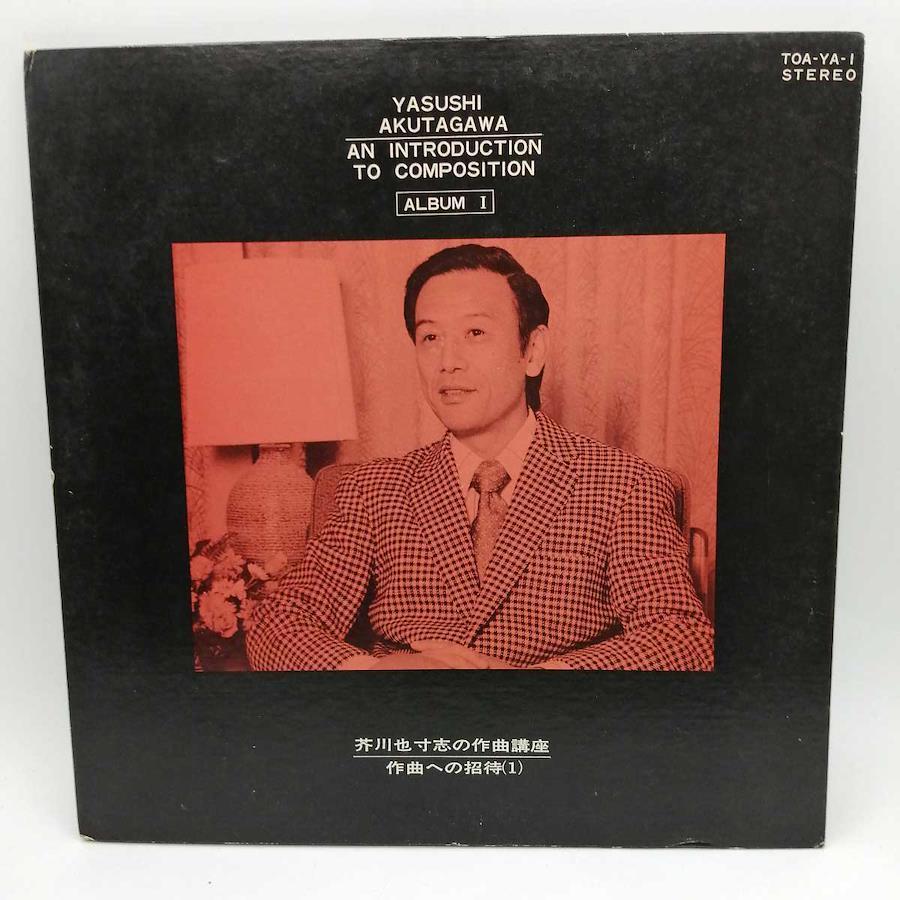 TOA-YA-1
STEREO
YASUSHI
AKUTAGAWA
AN INTRODUCTION
TO COMPOSITION
ALBUM I
芥川也寸志の作曲講座
作曲への招待(1)